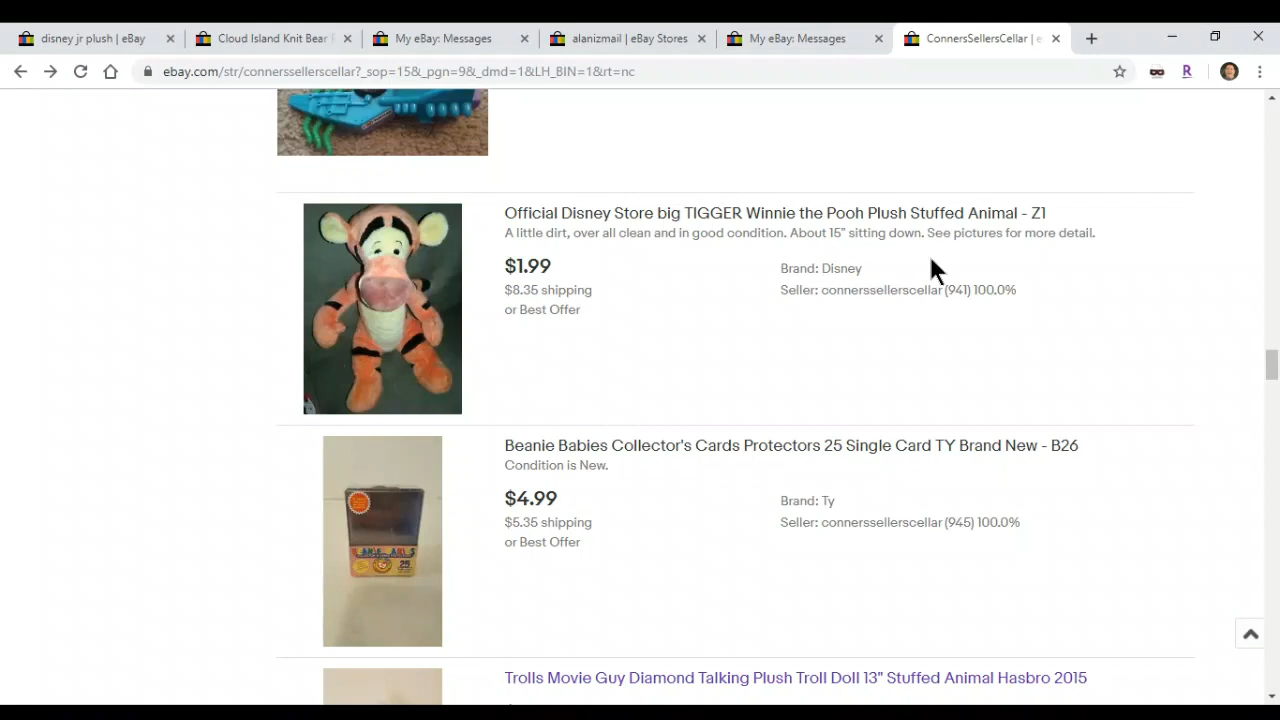 disney jr plush | eBay
Cloud Island Knit Bear
My eBay: Messages
alanizmail | eBay Stores
My eBay: Messages
ConnersSellersCellar | e
ebay.com/str/connerssellerscellar?_sop=15&_pgn=9&_dmd=1&LH_BIN=1&rt=nc
R
Official Disney Store big TIGGER Winnie the Pooh Plush Stuffed Animal - Z1
A little dirt, over all clean and in good condition. About 15” sitting down. See pictures for more detail.
$1.99
Brand: Disney
$8.35 shipping
Seller: connerssellerscellar (941) 100.0%
or Best Offer
Beanie Babies Collector's Cards Protectors 25 Single Card TY Brand New - B26
Condition is New.
$4.99
Brand: Ty
$5.35 shipping
Seller: connerssellerscellar (945) 100.0%
or Best Offer
25
Trolls Movie Guy Diamond Talking Plush Troll Doll 13" Stuffed Animal Hasbro 2015